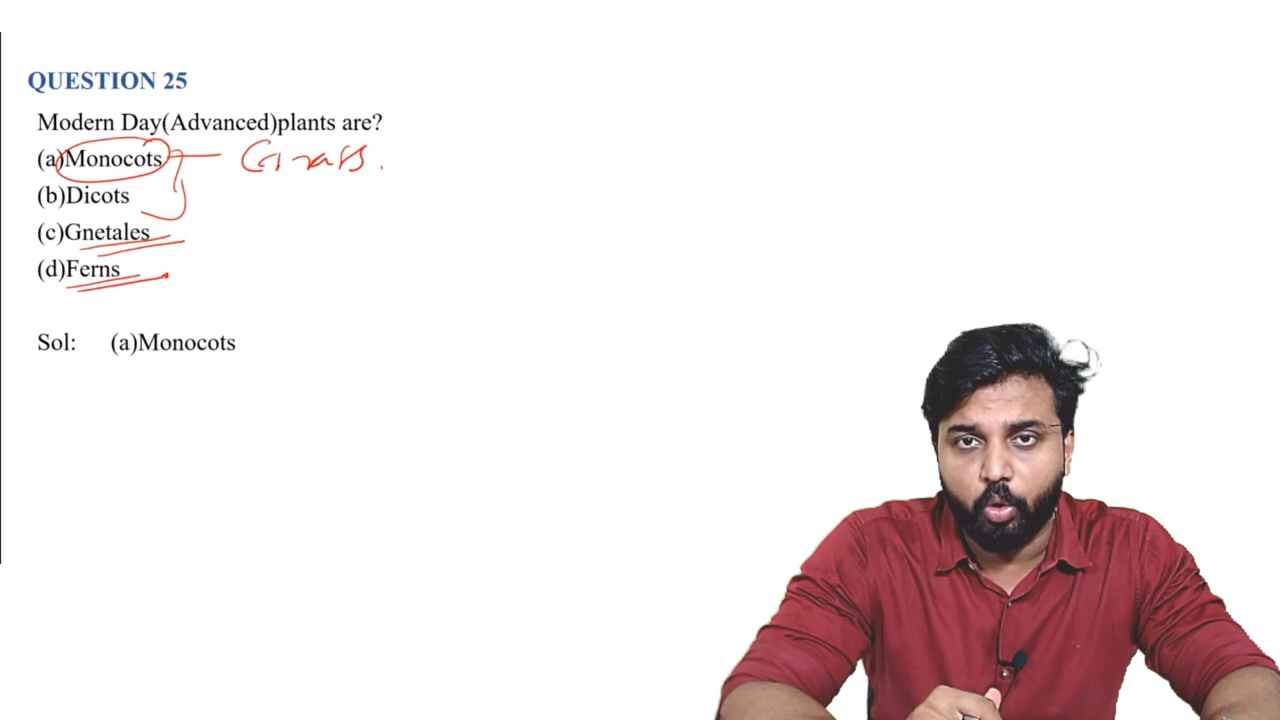 QUESTION 25
Modern Day(Advanced)plants are?
(a)Monocots
Grass.
(b)Dicots
(c)Gnetales
(d)Ferns
Sol: (a)Monocots